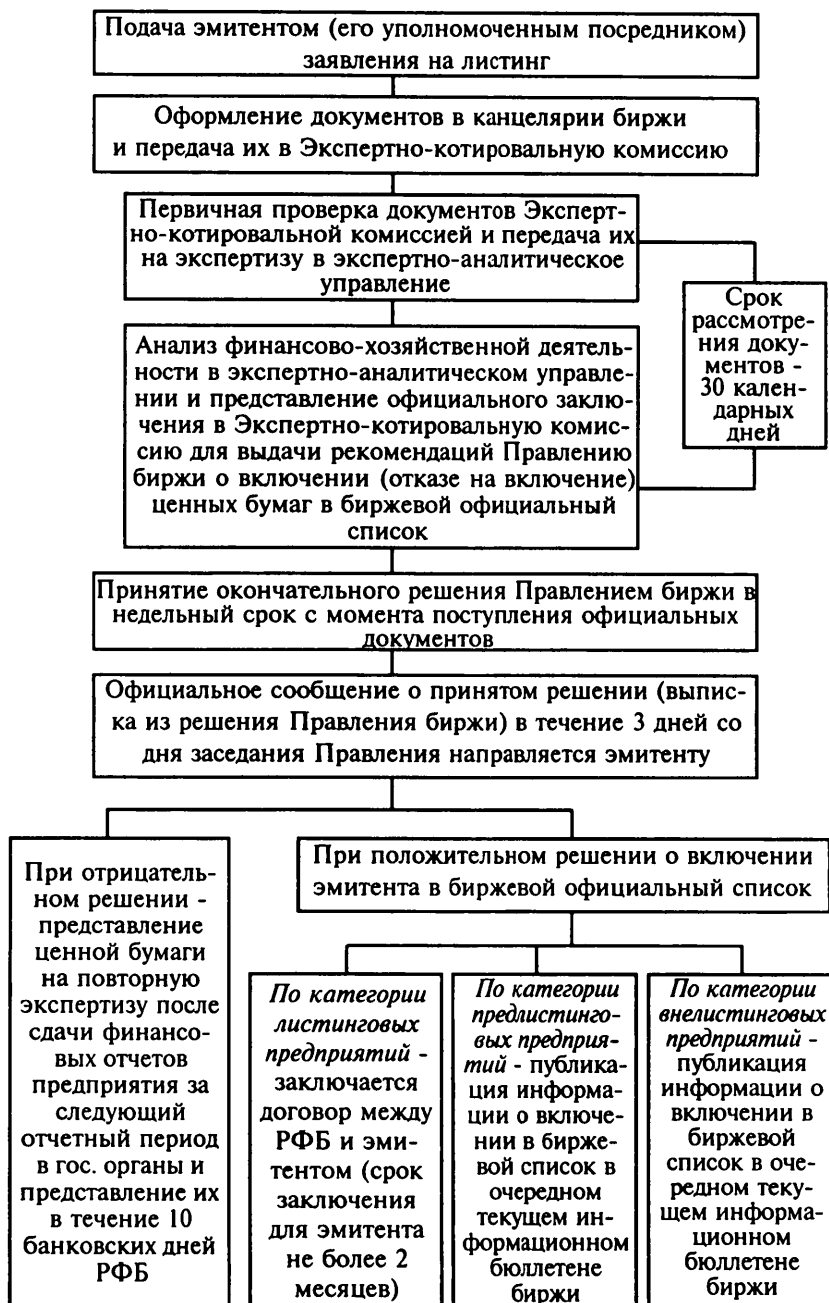 Подача эмитентом (его уполномоченным посредником)
заявления на листинг
Оформление документов в канцелярии биржи
и передача их в Экспертно-котировальную комиссию
Первичная проверка документов Эксперт-
но-котировальной комиссией и передача их
на экспертизу в экспертно-аналитическое
управление
Срок
рассмотре-
ния доку-
ментов -
30 кален-
дарных
дней
Анализ финансово-хозяйственной деятель-
ности в экспертно-аналитическом управле-
нии и представление официального заклю-
чения в Экспертно-котировальную комис-
сию для выдачи рекомендаций Правлению
биржи о включении (отказе на включение)
ценных бумаг в биржевой официальный
список
Принятие окончательного решения Правлением биржи в
недельный срок с момента поступления официальных
документов
Официальное сообщение о принятом решении (выпис-
ка из решения Правления биржи) в течение 3 дней со
дня заседания Правления направляется эмитенту
При отрицатель-
ном решении -
представление
ценной бумаги
на повторную
экспертизу после
сдачи финансо-
вых отчетов
предприятия за
следующий
отчетный период
в гос. органы и
представление их
в течение 10
банковских дней
РФБ
При положительном решении о включении
эмитента в биржевой официальный список
По категории
листинговых
предприятий -
заключается
договор между
РФБ и эми-
тентом (срок
заключения
для эмитента
не более 2
месяцев)
По категории
предлистинго-
вых предприя-
тий - публика-
ция информа-
ции о включе-
нии в бирже-
вой список в
очередном
текущем ин-
формационном
бюллетене
биржи
По категории
внелистинговых
предприятий -
публикация
информации о
включении в
биржевой
список в оче-
редном теку-
щем информа-
ционном
бюллетене
биржи